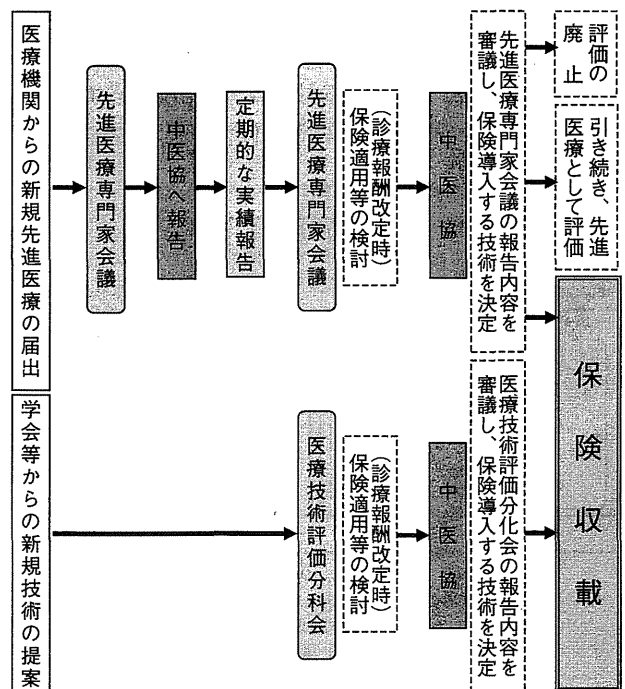 医療機関からの新規先進医療の届出
先進医療専門家会議
中医協へ報告
定期的な実績報告
先進医療専門家会議
(診療報酬改定時)
保険適用等の検討
中医協
先進医療専門家会議の報告内容を
審議し、保険導入する技術を決定
評価の
廃止
引き続き、先進
医療として評価
保険収載
学会等からの新規技術の提案
医療技術評価分科会
(診療報酬改定時)
保険適用等の検討
中医協
医療技術評価分化会の報告内容を
審議し、保険導入する技術を決定